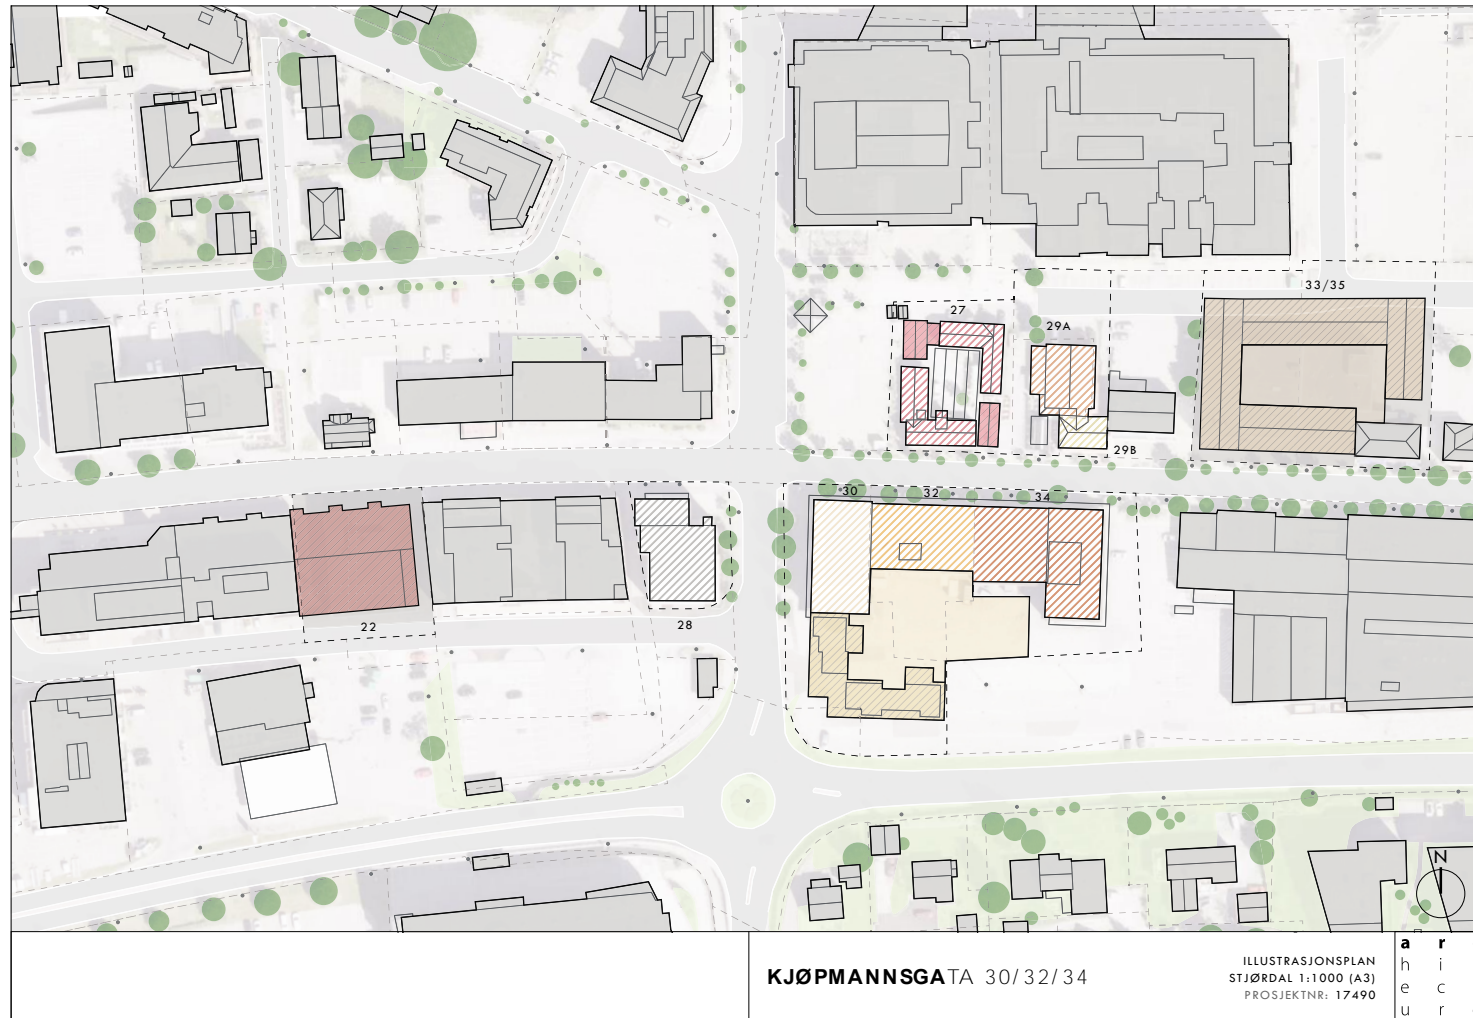 33/35
27
29A
29B
30
32
34
22
28
N
KJØPMANNSGATA 30/32/34
ILLUSTRASJONSPLAN
STJØRDAL 1:1000 (A3)
PROSJEKTNR: 17490
a r
h i
e c
u r